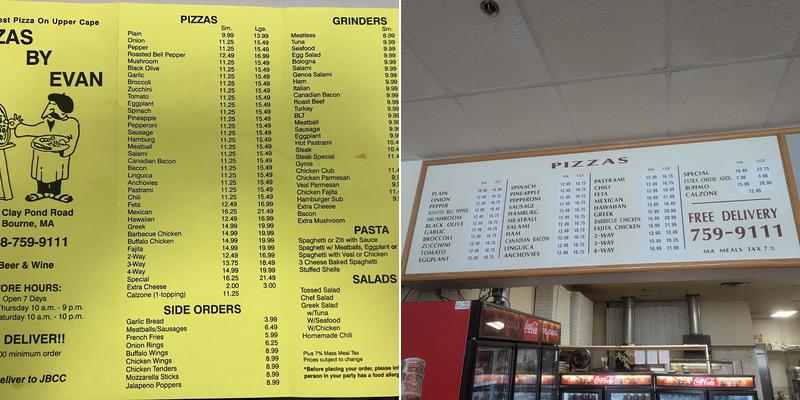 est Pizza On Upper Cape
ZAS
BY
EVAN
Clay Pond Road
Bourne, MA
8-759-9111
Beer & Wine
ORE HOURS:
Open 7 Days
Thursday 10 a.m. - 9 p.m.
aturday 10 a.m. - 10 p.m.
DELIVER!!
00 minimum order
eliver to JBCC
PIZZAS
Sm. Lge.
Plain 9.99 13.99
Onion 11.25 15.49
Pepper 11.25 15.49
Roasted Bell Pepper 12.49 16.99
Mushroom 11.25 15.49
Black Olive 11.25 15.49
Garlic 11.25 15.49
Broccoli 11.25 15.49
Zucchini 11.25 15.49
Tomato 11.25 15.49
Eggplant 11.25 15.49
Spinach 11.25 15.49
Pineapple 11.25 15.49
Pepperoni 11.25 15.49
Sausage 11.25 15.49
Hamburg 11.25 15.49
Meatball 11.25 15.49
Salami 11.25 15.49
Canadian Bacon 11.25 15.49
Bacon 11.25 15.49
Linguica 11.25 15.49
Anchovies 11.25 15.49
Pastrami 11.25 15.49
Chili 11.25 15.49
Feta 12.49 16.99
Mexican 16.25 21.49
Hawaiian 12.49 16.99
Greek 14.99 19.99
Barbecue Chicken 14.99 19.99
Buffalo Chicken 14.99 19.99
Fajita 14.99 19.99
2-Way 12.49 16.99
3-Way 13.75 18.49
4-Way 14.99 19.99
Special 16.25 21.49
Extra Cheese 2.00 3.00
Calzone (1-topping) 11.25
SIDE ORDERS
Garlic Bread 3.99
Meatballs/Sausages 6.49
French Fries 5.99
Onion Rings 6.25
Buffalo Wings 8.99
Chicken Wings 8.99
Chicken Tenders 8.99
Mozzarella Sticks 8.99
Jalapeno Poppers 8.99
GRINDERS
Sm.
Meatless 8.99
Tuna 9.99
Seafood 9.99
Egg Salad 9.99
Bologna 9.99
Salami 9.99
Genoa Salami 9.99
Ham 9.99
Italian 9.99
Canadian Bacon 9.99
Roast Beef 9.99
Turkey 9.99
BLT 9.99
Meatball 9.99
Sausage 9.99
Eggplant 9.99
Hot Pastrami 10.4
Steak 10.4
Steak Special 11.4
Gyros
Chicken Club 11.
Chicken Parmesan 9.9
Veal Parmesan 9.9
Chicken Fajita 11.
Hamburger Sub 9.9
Extra Cheese
Bacon
Extra Mushroom
PASTA
Spaghetti or Ziti with Sauce
Spaghetti w/ Meatballs, Eggplant or
Spaghetti with Veal or Chicken
3 Cheese Baked Spaghetti
Stuffed Shells
SALADS
Tossed Salad
Chef Salad
Greek Salad
w/Tuna
W/Seafood
W/Chicken
Homemade Chili
Plus 7% Mass Meal Tax
Prices subject to change
*Before placing your order, please inf
person in your party has a food allerg
PIZZAS
PLAIN
ONION
PEPPER
ROASTED BELL PEPPER
MUSHROOM
BLACK OLIVE
GARLIC
BROCCOLI
ZUCCHINI
TOMATO
EGGPLANT
SPINACH
PINEAPPLE
PEPPERONI
SAUSAGE
HAMBURG
MEATBALL
SALAMI
HAM
CANADIAN BACON
LINGUICA
ANCHOVIES
PASTRAMI
CHILI
FETA
MEXICAN
HAWAIIAN
GREEK
BARBECUE CHICKEN
FAJITA CHICKEN
2-WAY
3-WAY
4-WAY
SPECIAL
EXTRA CHEESE ADDL
BUFFALO
CALZONE
FREE DELIVERY
759-9111
MA MEALS TAX 7%
Coca-Cola
Coca-Cola
Coca-Cola